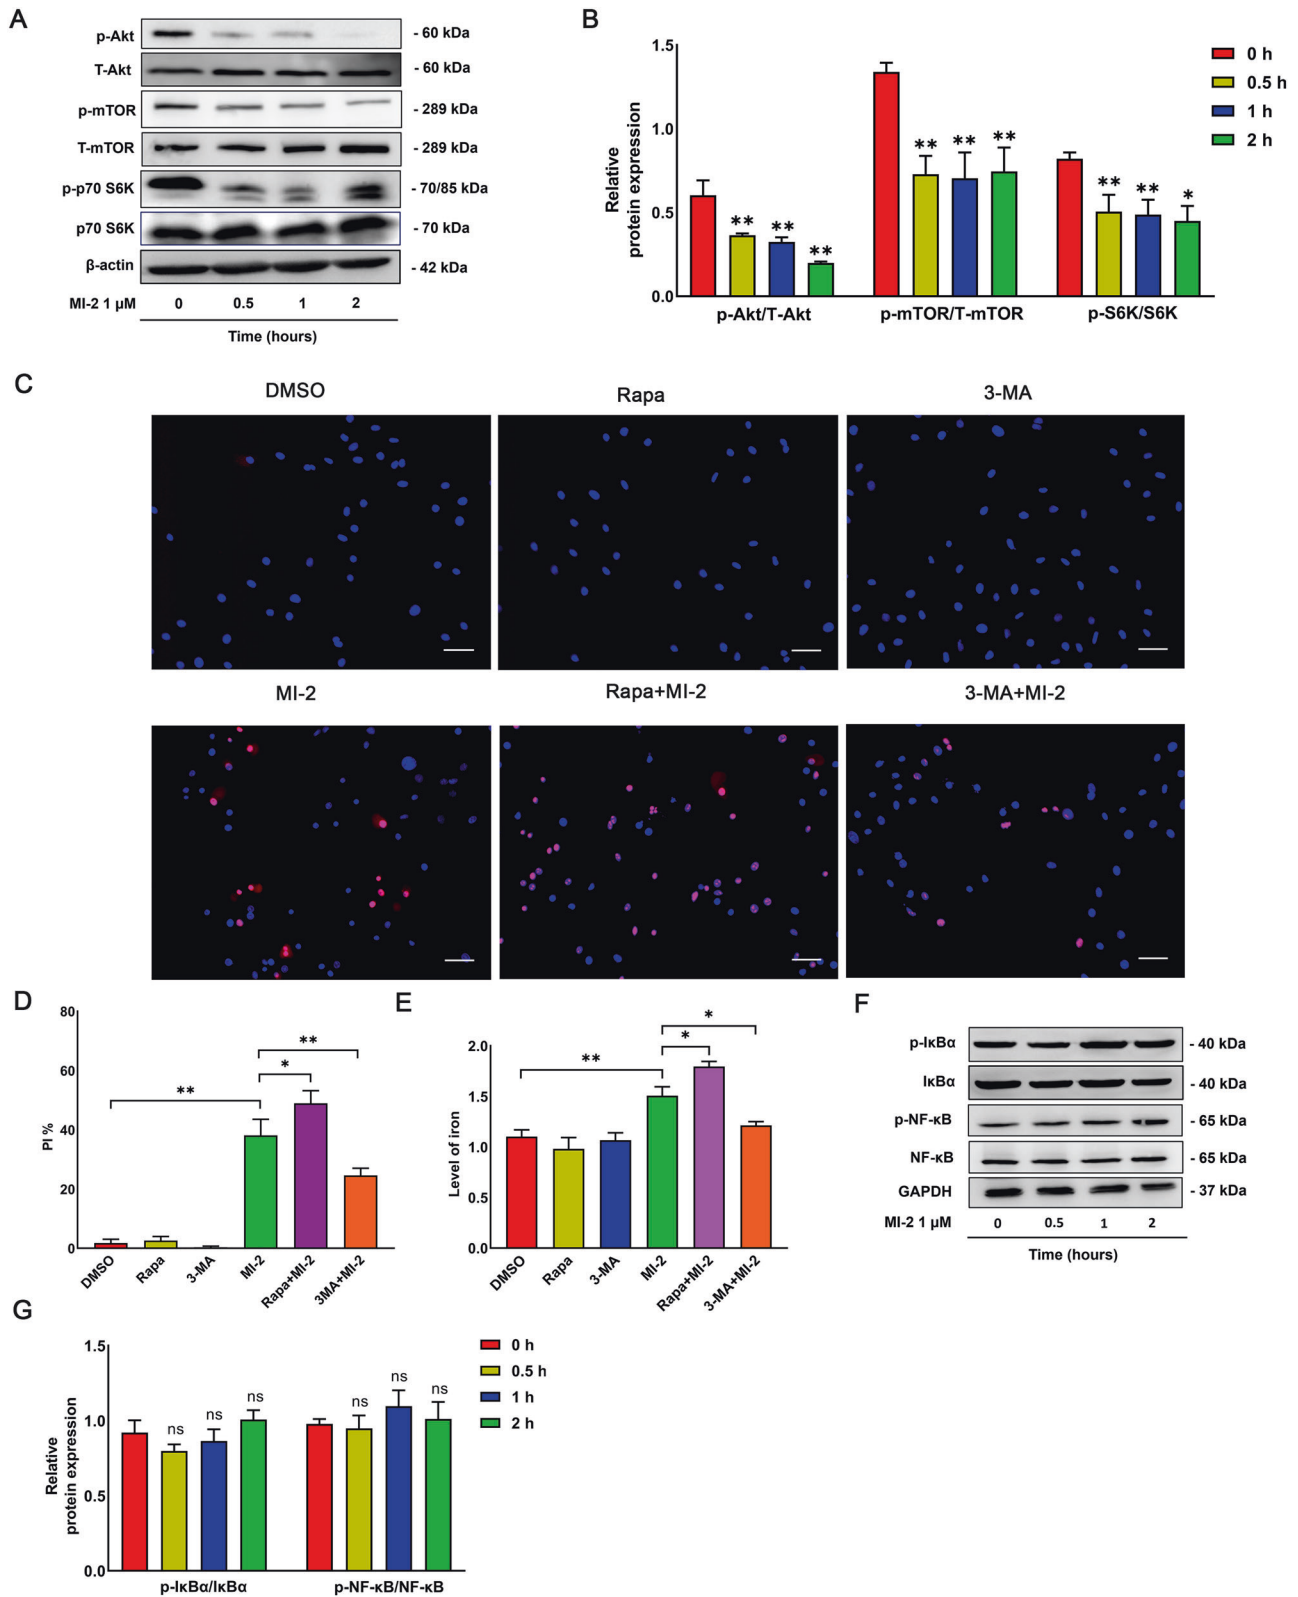 A
p-Akt
- 60 kDa
T-Akt
- 60 kDa
p-mTOR
- 289 kDa
T-mTOR
- 289 kDa
p-p70 S6K
- 70/85 kDa
p70 S6K
- 70 kDa
β-actin
- 42 kDa
MI-2 1 μM 0 0.5 1 2
Time (hours)
B
Relative
protein expression
1.5
1.0
0.5
0.0
** ** **
** ** **
** ** *
p-Akt/T-Akt p-mTOR/T-mTOR p-S6K/S6K
0 h
0.5 h
1 h
2 h
C
DMSO Rapa 3-MA
MI-2 Rapa+MI-2 3-MA+MI-2
D
PI %
80
60
40
20
0
**
*
**
DMSO
Rapa
3-MA
MI-2
Rapa+MI-2
3MA+MI-2
E
Level of iron
2.0
1.5
1.0
0.5
0.0
**
*
*
DMSO
Rapa
3-MA
MI-2
Rapa+MI-2
3-MA+MI-2
F
p-IκBα
- 40 kDa
IκBα
- 40 kDa
p-NF-κB
- 65 kDa
NF-κB
- 65 kDa
GAPDH
- 37 kDa
MI-2 1 μM 0 0.5 1 2
Time (hours)
G
Relative
protein expression
1.5
1.0
0.5
0.0
ns ns ns
ns ns ns
p-IκBα/IκBα p-NF-κB/NF-κB
0 h
0.5 h
1 h
2 h